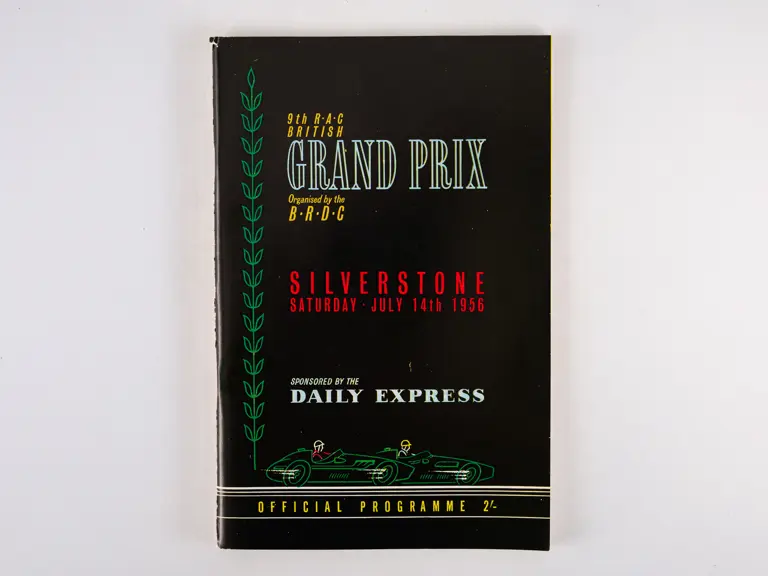 9th R·A·C
BRITISH
GRAND PRIX
Organised by the
B·R·D·C
SILVERSTONE
SATURDAY · JULY 14th 1956
SPONSORED BY THE
DAILY EXPRESS
OFFICIAL PROGRAMME 2/-